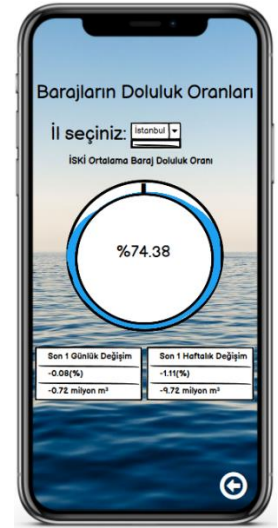 Barajların Doluluk Oranları
İl seçiniz: İstanbul
İSKİ Ortalama Baraj Doluluk Oranı
%74.38
Son 1 Günlük Değişim
-0.08(%)
-0.72 milyon m³
Son 1 Haftalık Değişim
-1.11(%)
-9.72 milyon m³